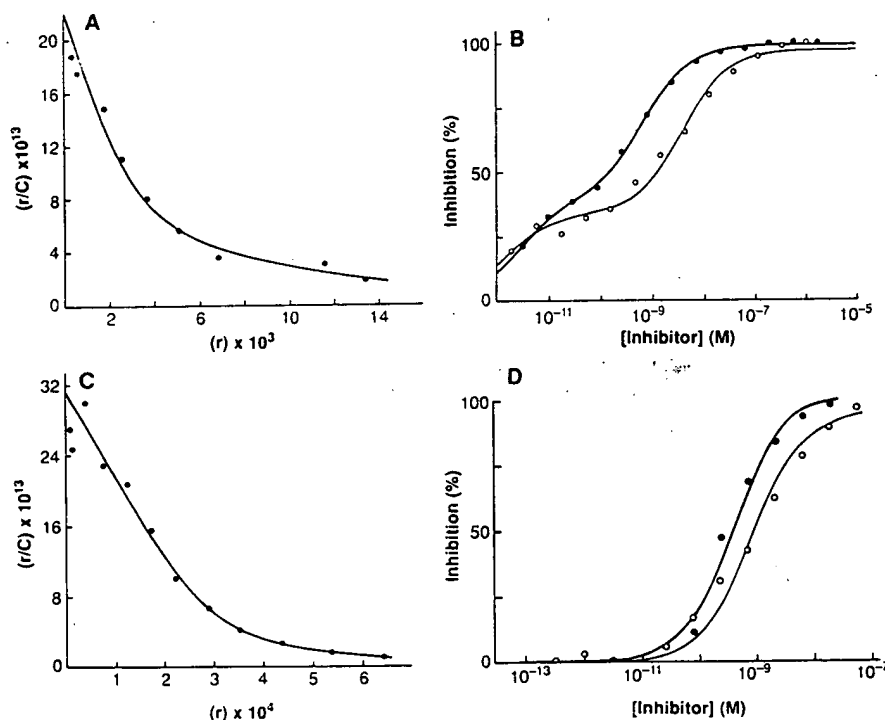 A
20
16
12
8
4
0
(r/C) x10¹³
2
6
10
14
(r) x 10³
B
100
50
0
Inhibtion (%)
10⁻¹¹
10⁻⁹
10⁻⁷
10⁻⁵
[Inhibitor] (M)
C
32
24
16
8
0
(r/C) x 10¹³
1
2
3
4
5
6
(r) x 10⁴
D
100
50
0
Inhibtion (%)
10⁻¹³
10⁻¹¹
10⁻⁹
[Inhibitor] (M)